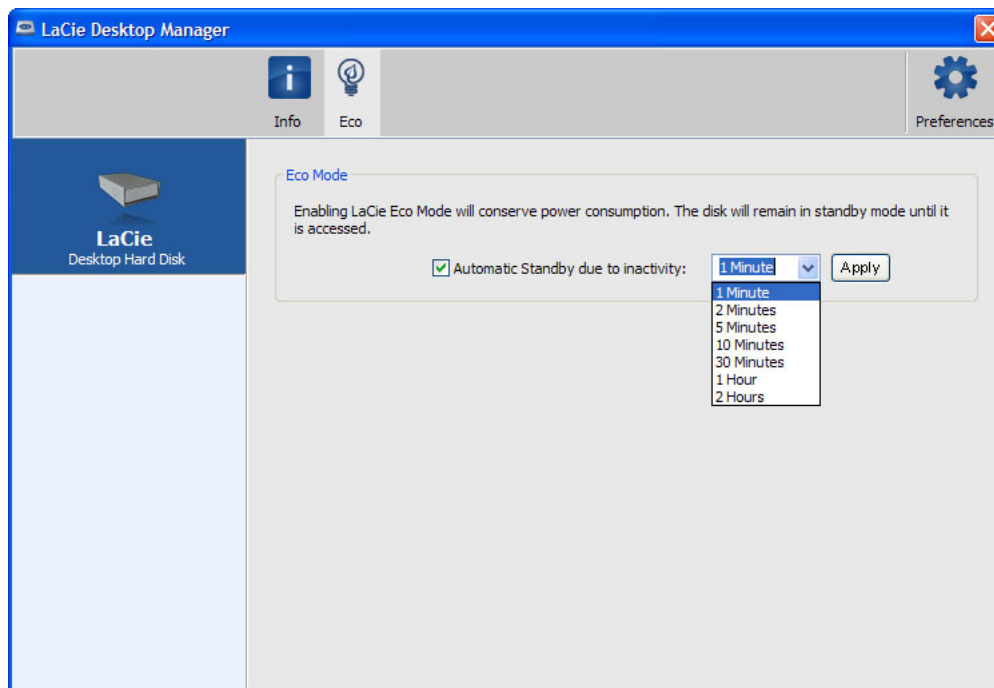 LaCie Desktop Manager
Info
Eco
Preferences
LaCie
Desktop Hard Disk
Eco Mode
Enabling LaCie Eco Mode will conserve power consumption. The disk will remain in standby mode until it
is accessed.
Automatic Standby due to inactivity:
1 Minute
Apply
1 Minute
2 Minutes
5 Minutes
10 Minutes
30 Minutes
1 Hour
2 Hours